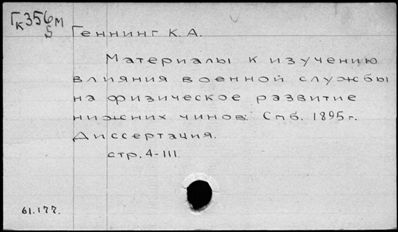 Гк356м
5 Геннинг К.А.
Материалы к изучению
влияния военной службы
на физическое развитие
нижних чинов. Спб. 1895г.
Диссертация.
стр. 4-111.
61.177.